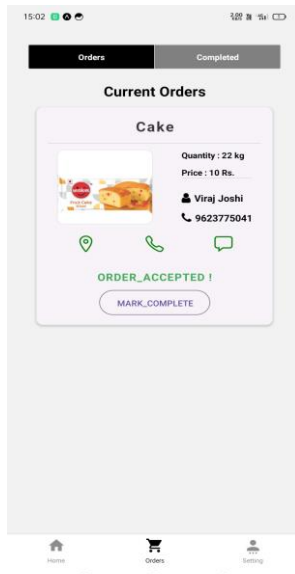 15:02
Orders
Completed
Current Orders
Cake
Quantity : 22 kg
Price : 10 Rs.
Viraj Joshi
9623775041
ORDER_ACCEPTED !
MARK_COMPLETE
Home
Orders
Setting